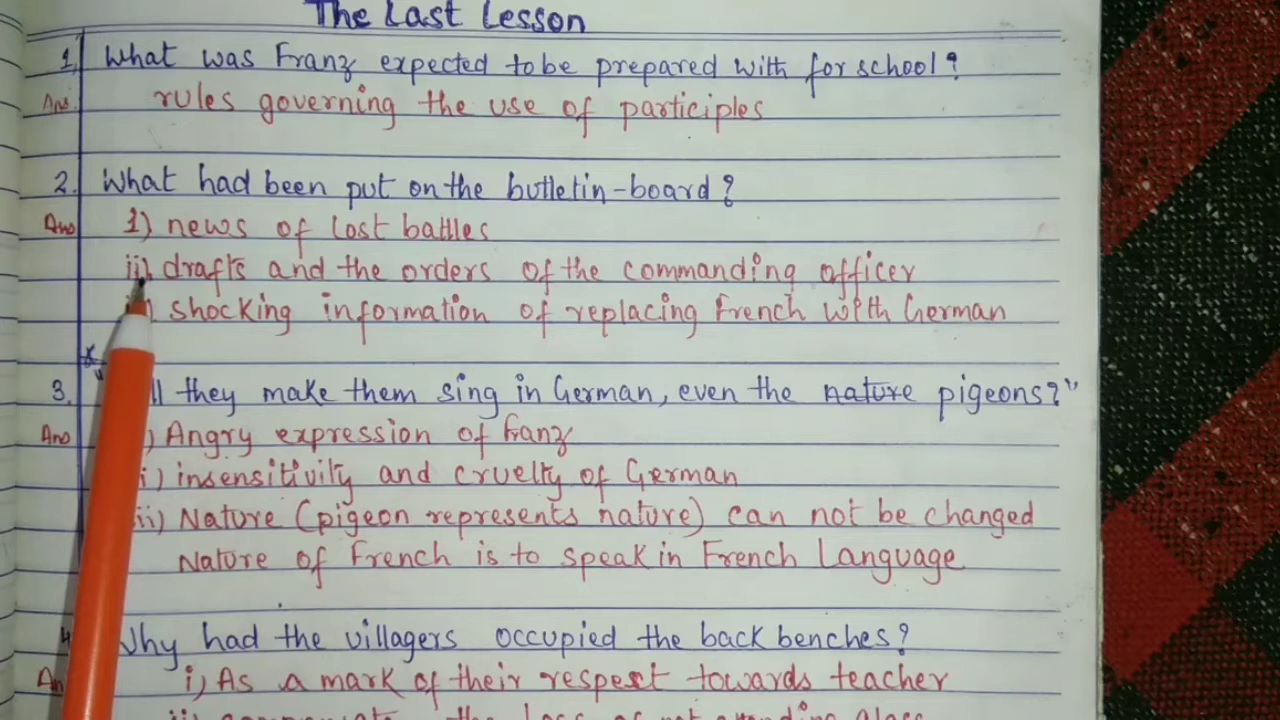 The Last Lesson
1. What was Franz expected to be prepared with for school?
Ans. rules governing the use of participles
2. What had been put on the bulletin-board?
Ans 1) news of lost battles
ii) drafts and the orders of the commanding officer
shocking information of replacing French with German
3. they make them sing in German, even the nature pigeons?"
Ans ) Angry expression of Franz
i) insensitivity and cruelty of German
ii) Nature (pigeon represents nature) can not be changed
Nature of French is to speak in French Language
4. Why had the villagers occupied the back benches?
An i) As a mark of their respect towards teacher